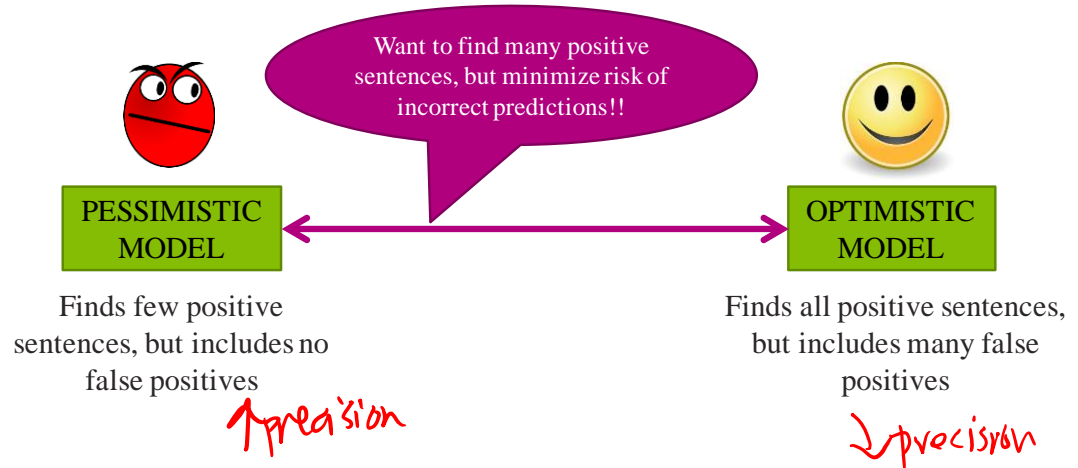 Want to find many positive
sentences, but minimize risk of
incorrect predictions!!
PESSIMISTIC
MODEL
OPTIMISTIC
MODEL
Finds few positive
sentences, but includes no
false positives
Finds all positive sentences,
but includes many false
positives
↑precision
↓precision